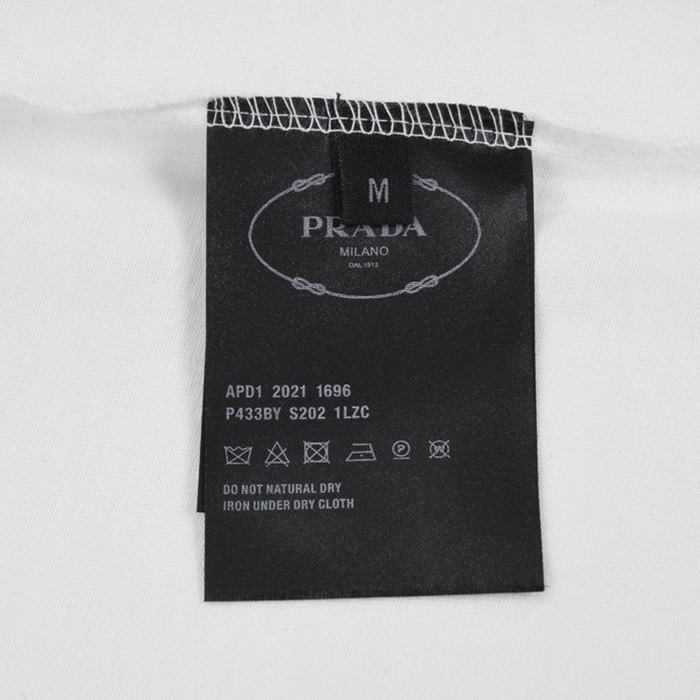 M
PRADA
MILANO
DAL 1913
APD1 2021 1696
P433BY S202 1LZC
P W
DO NOT NATURAL DRY
IRON UNDER DRY CLOTH